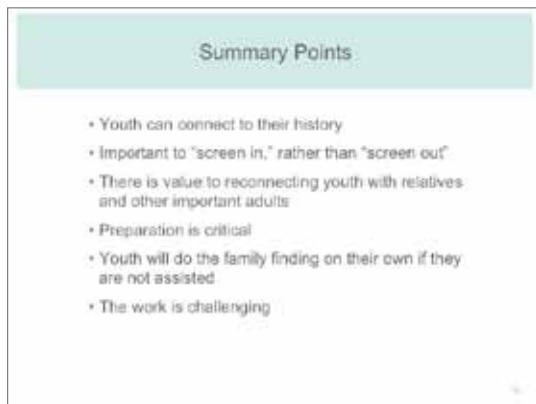 Summary Points
• Youth can connect to their history
• Important to "screen in," rather than "screen out"
• There is value to reconnecting youth with relatives
and other important adults
• Preparation is critical
• Youth will do the family finding on their own if they
are not assisted
• The work is challenging